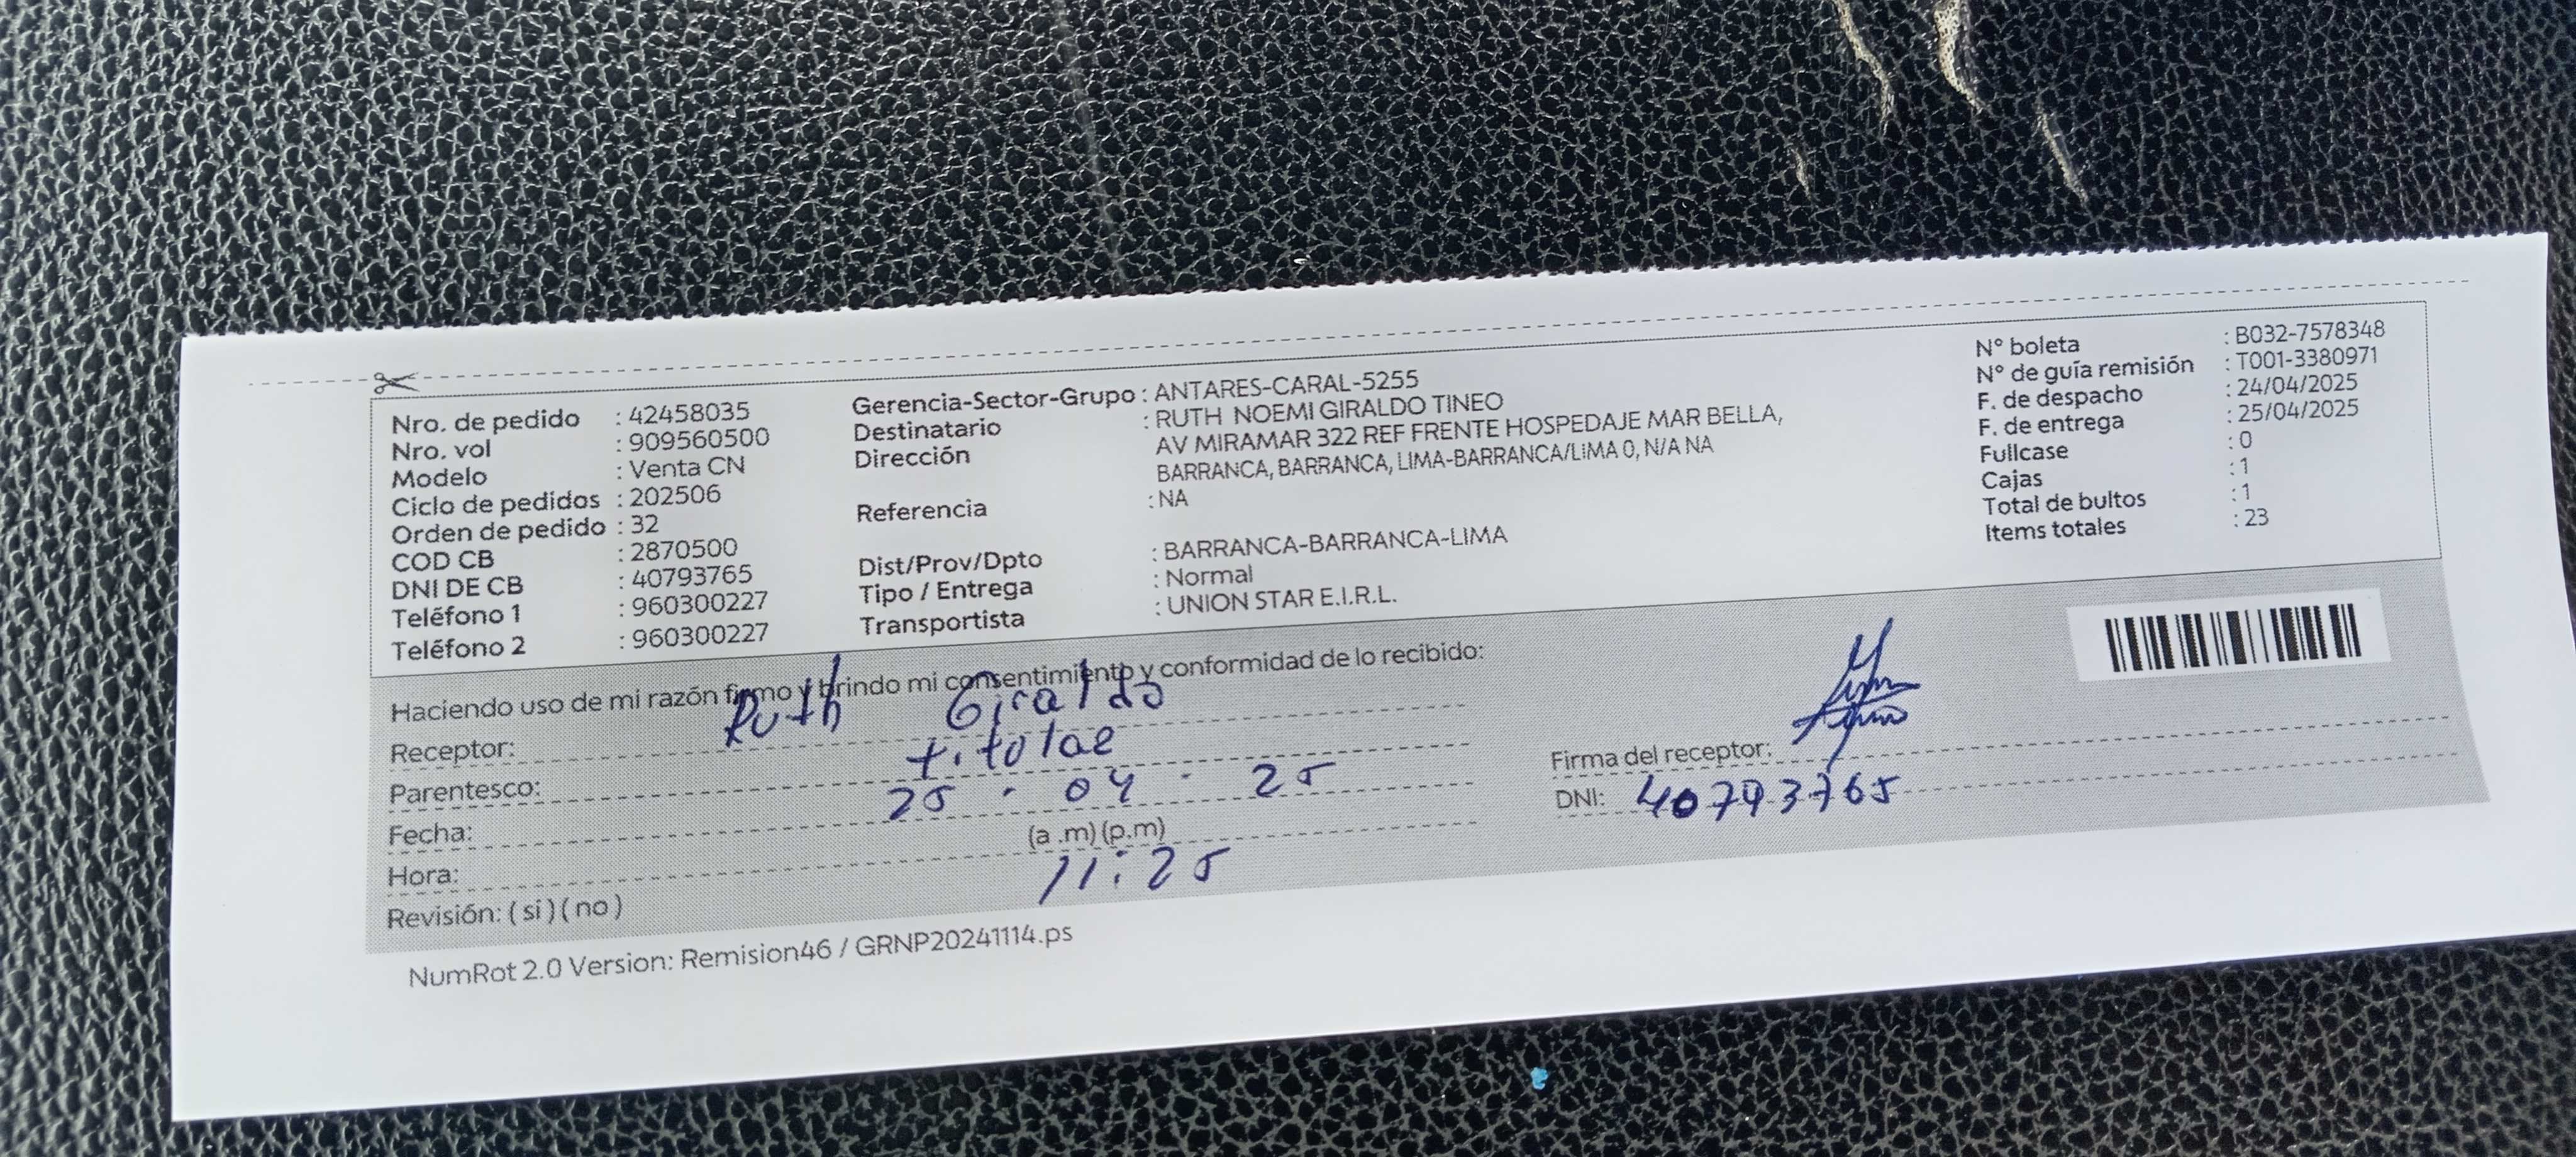 Nro. de pedido : 42458035
Nro. vol : 909560500
Modelo : Venta CN
Ciclo de pedidos : 202506
Orden de pedido : 32
COD CB : 2870500
DNI DE CB : 40793765
Teléfono 1 : 960300227
Teléfono 2 : 960300227
Gerencia-Sector-Grupo : ANTARES-CARAL-5255
Destinatario : RUTH NOEMI GIRALDO TINEO
Dirección AV MIRAMAR 322 REF FRENTE HOSPEDAJE MAR BELLA,
BARRANCA, BARRANCA, LIMA-BARRANCA/LIMA 0, N/A NA
Referencia : NA
Dist/Prov/Dpto : BARRANCA-BARRANCA-LIMA
Tipo / Entrega : Normal
Transportista : UNION STAR E.I.R.L.
N° boleta : B032-7578348
N° de guía remisión : T001-3380971
F. de despacho : 24/04/2025
F. de entrega : 25/04/2025
Fullcase : 0
Cajas : 1
Total de bultos : 1
Items totales : 23
Haciendo uso de mi razón firmo y brindo mi consentimiento y conformidad de lo recibido:
Receptor: Ruth Giraldo
Parentesco: titular
Fecha: 25 · 04 · 25
Hora: (a .m) (p.m) 11:25
Revisión: ( si ) ( no )
Firma del receptor:
DNI: 40793765
NumRot 2.0 Version: Remision46 / GRNP20241114.ps